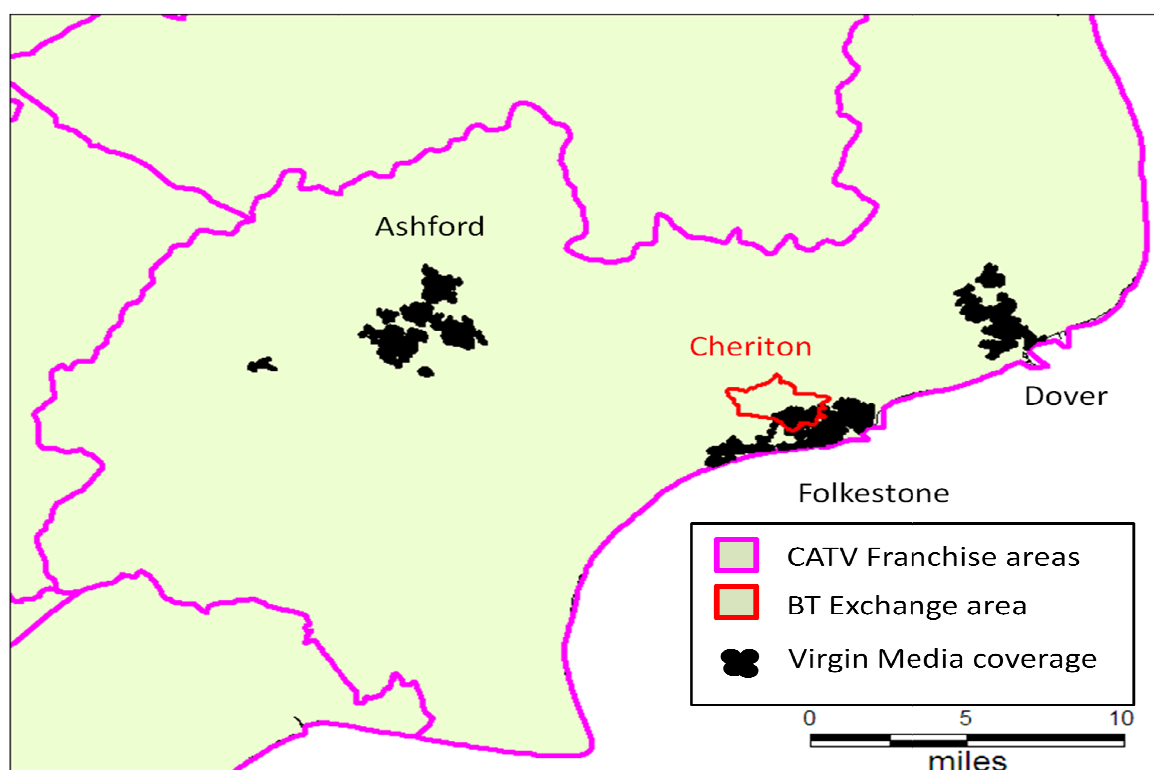 Ashford
Cheriton
Dover
Folkestone
CATV Franchise areas
BT Exchange area
Virgin Media coverage
0 5 10
miles